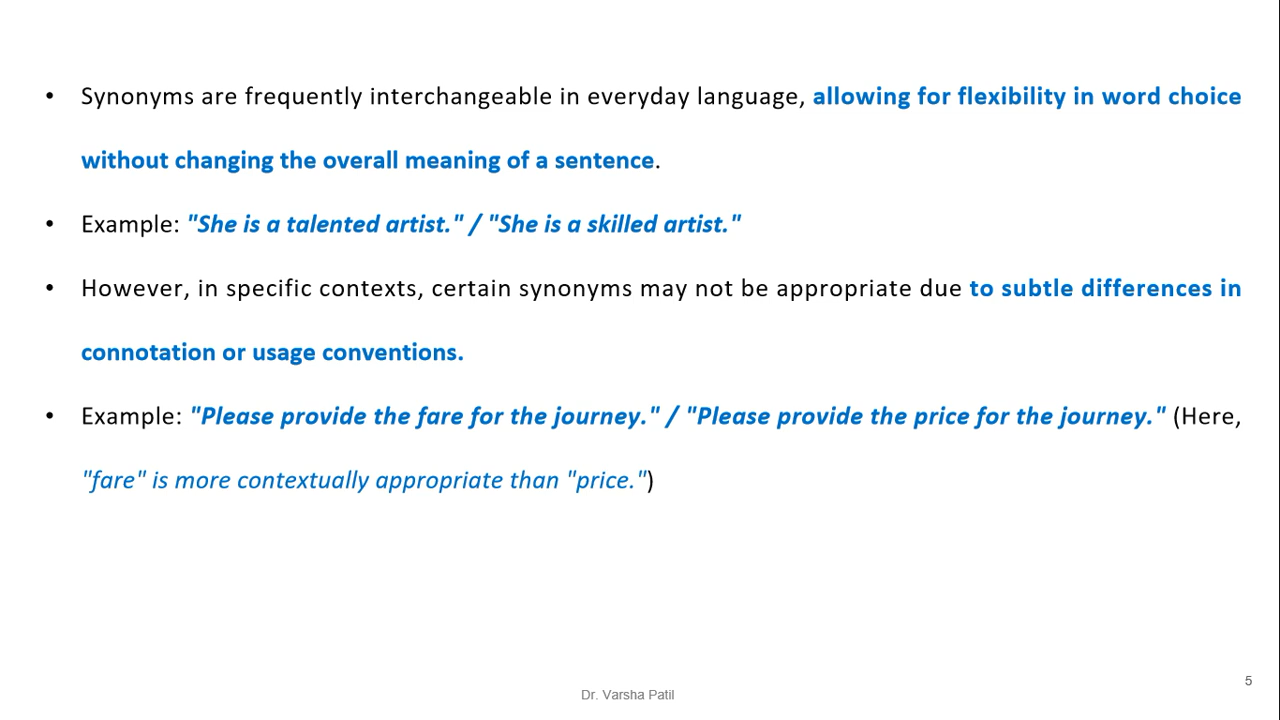 • Synonyms are frequently interchangeable in everyday language, allowing for flexibility in word choice
without changing the overall meaning of a sentence.
• Example: "She is a talented artist." / "She is a skilled artist."
• However, in specific contexts, certain synonyms may not be appropriate due to subtle differences in
connotation or usage conventions.
• Example: "Please provide the fare for the journey." / "Please provide the price for the journey." (Here,
"fare" is more contextually appropriate than "price.")
5
Dr. Varsha Patil